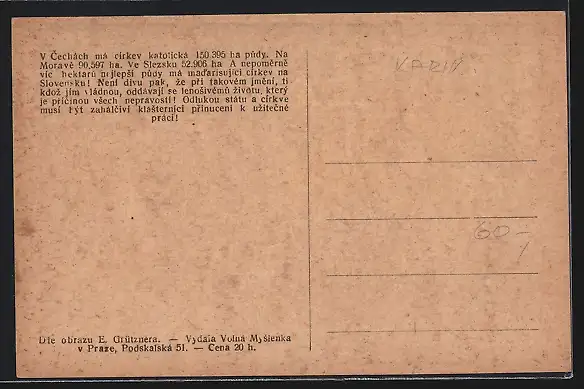 V Čechách má církev katolická 150.395 ha půdy. Na
Moravě 90,597 ha. Ve Slezsku 52.906 ha A nepoměrně
víc hektarů nejlepší půdy má maďarisující církev na
Slovensku! Není divu pak, že při takovém jmění, ti
kdož jím vládnou, oddávají se lenošivému životu, který
je příčinou všech nepravostí! Odlukou státu a církve
musí být zahálčiví klášterníci přinuceni k užitečné
práci!
Dle obrazu E. Grütznera. — Vydala Volná Myšlenka
v Praze, Podskalská 51. — Cena 20 h.
KARIK
60-